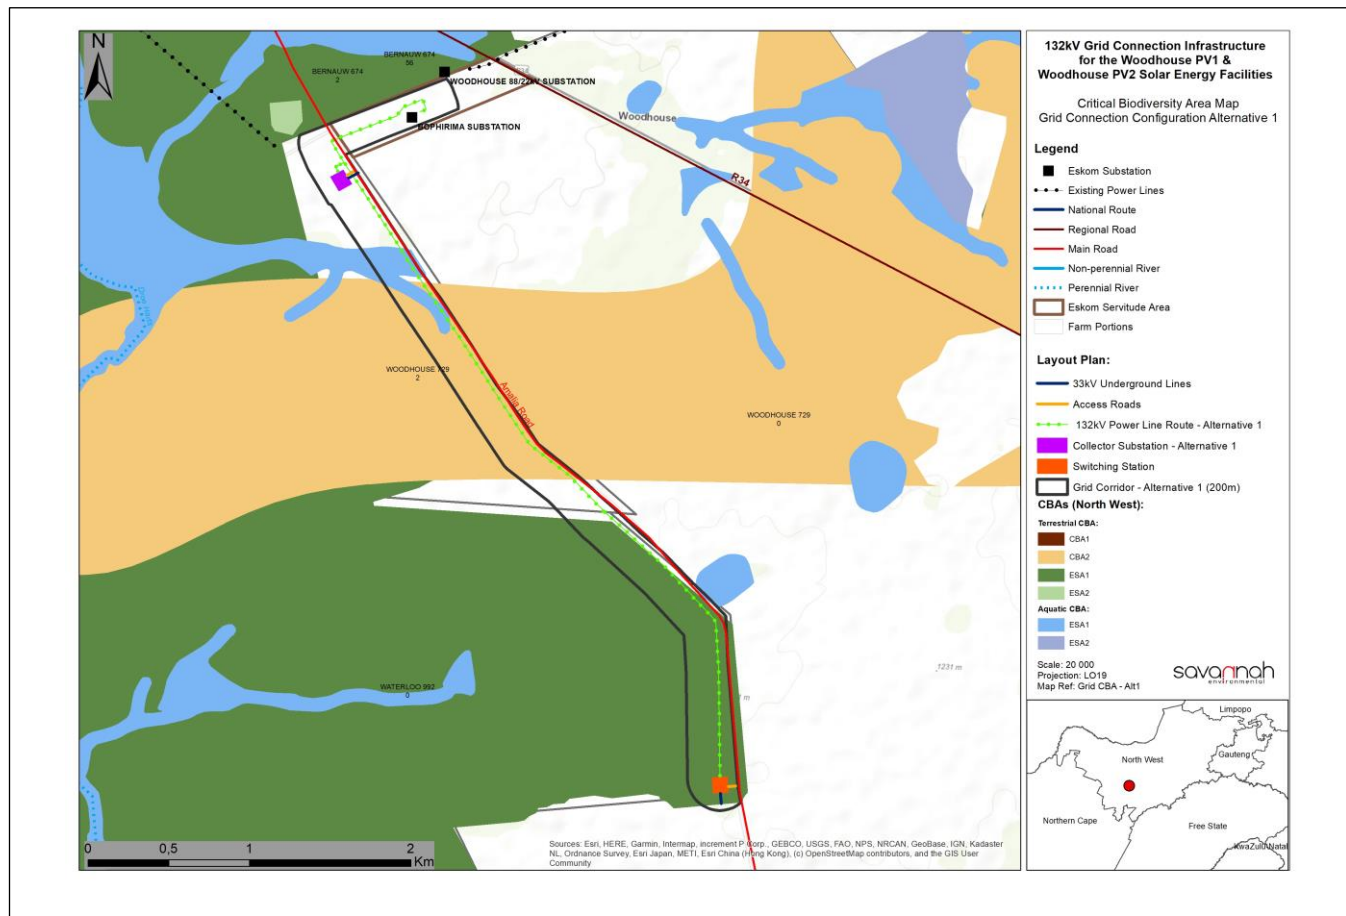 N
BERNAUW 674
56
BERNAUW 674
2
WOODHOUSE 88/22kV SUBSTATION
BOPHIRIMA SUBSTATION
Woodhouse
R34
WOODHOUSE 729
2
Amalia Road
WOODHOUSE 729
0
WATERLOO 992
0
1231 m
0
0,5
1
2
Km
Sources: Esri, HERE, Garmin, Intermap, increment P Corp., GEBCO, USGS, FAO, NPS, NRCAN, GeoBase, IGN, Kadaster
NL, Ordnance Survey, Esri Japan, METI, Esri China (Hong Kong), (c) OpenStreetMap contributors, and the GIS User
Community
132kV Grid Connection Infrastructure
for the Woodhouse PV1 &
Woodhouse PV2 Solar Energy Facilities
Critical Biodiversity Area Map
Grid Connection Configuration Alternative 1
Legend
Eskom Substation
Existing Power Lines
National Route
Regional Road
Main Road
Non-perennial River
Perennial River
Eskom Servitude Area
Farm Portions
Layout Plan:
33kV Underground Lines
Access Roads
132kV Power Line Route - Alternative 1
Collector Substation - Alternative 1
Switching Station
Grid Corridor - Alternative 1 (200m)
CBAs (North West):
Terrestrial CBA:
CBA1
CBA2
ESA1
ESA2
Aquatic CBA:
ESA1
ESA2
Scale: 20 000
Projection: LO19
Map Ref: Grid CBA - Alt1
savannah
environmental
Limpopo
North West
Gauteng
Northern Cape
Free State
KwaZulu-Natal